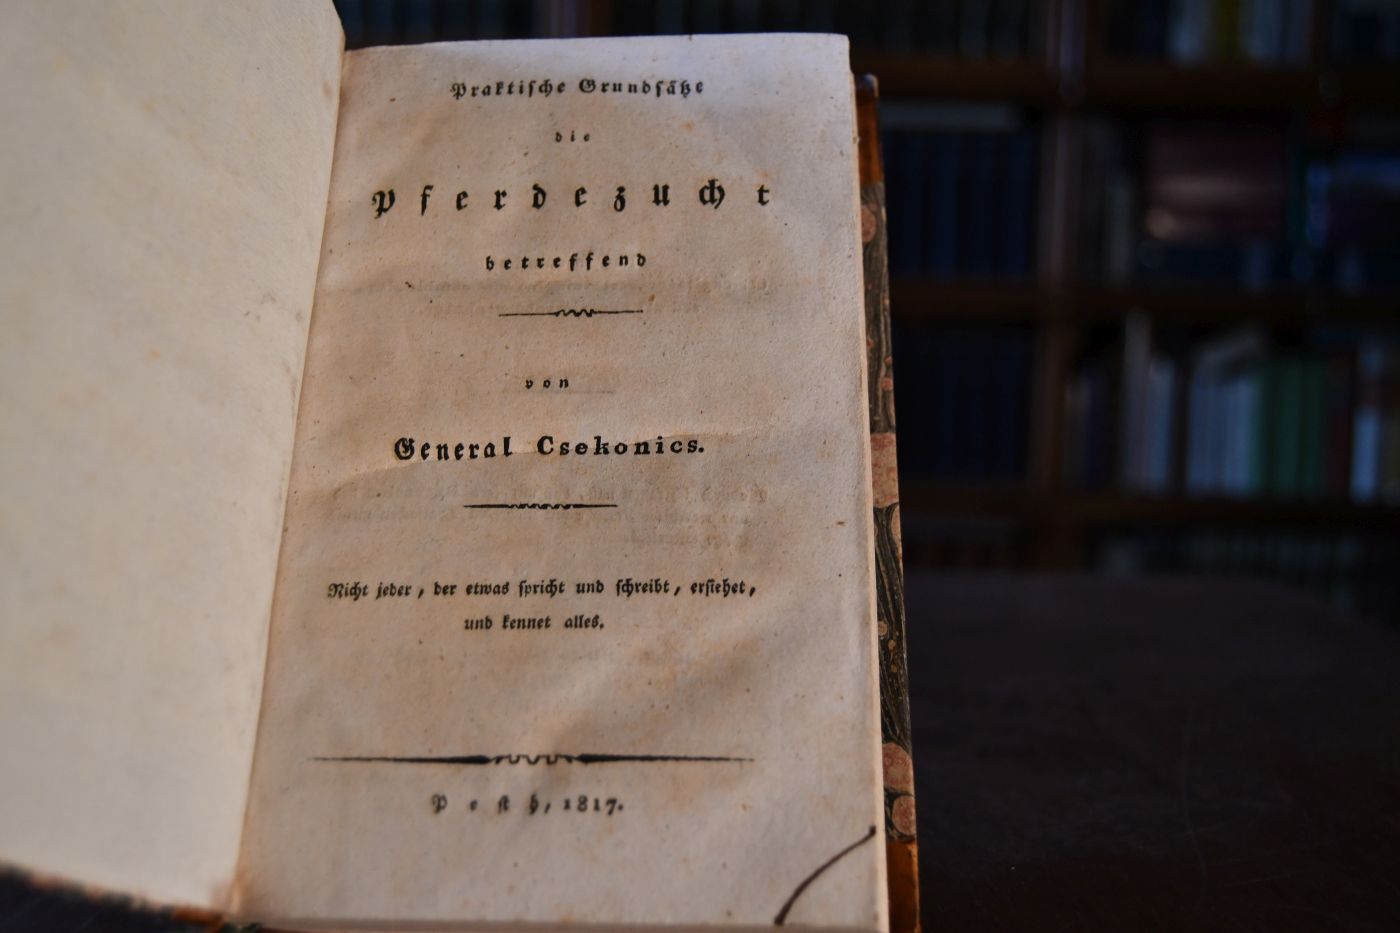 Praktiſche Grundſätze
die
Pferdezucht
betreffend
von
General Csekonics.
Nicht jeder, der etwas ſpricht und ſchreibt, erſiehet,
und kennet alles.
Peſth, 1817.